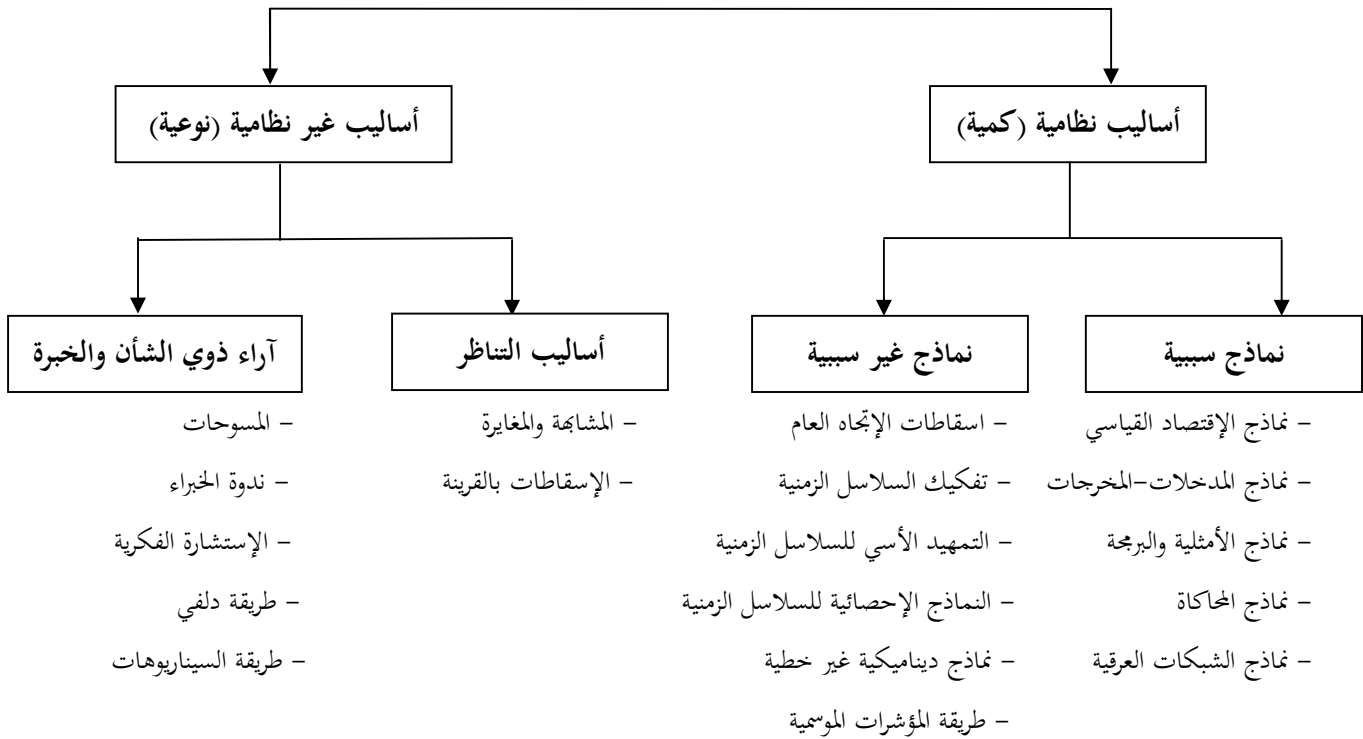 أساليب نظامية (كمية)
أساليب غير نظامية (نوعية)
نماذج سببية
نماذج غير سببية
أساليب التناظر
آراء ذوي الشأن والخبرة
– نماذج الإقتصاد القياسي
– نماذج المدخلات–المخرجات
– نماذج الأمثلية والبرمجة
– نماذج المحاكاة
– نماذج الشبكات العرقية
– اسقاطات الإتجاه العام
– تفكيك السلاسل الزمنية
– التمهيد الأسي للسلاسل الزمنية
– النماذج الإحصائية للسلاسل الزمنية
– نماذج ديناميكية غير خطية
– طريقة المؤشرات الموسمية
– المشابهة والمغايرة
– الإسقاطات بالقرينة
– المسوحات
– ندوة الخبراء
– الإستشارة الفكرية
– طريقة دلفي
– طريقة السيناريوهات